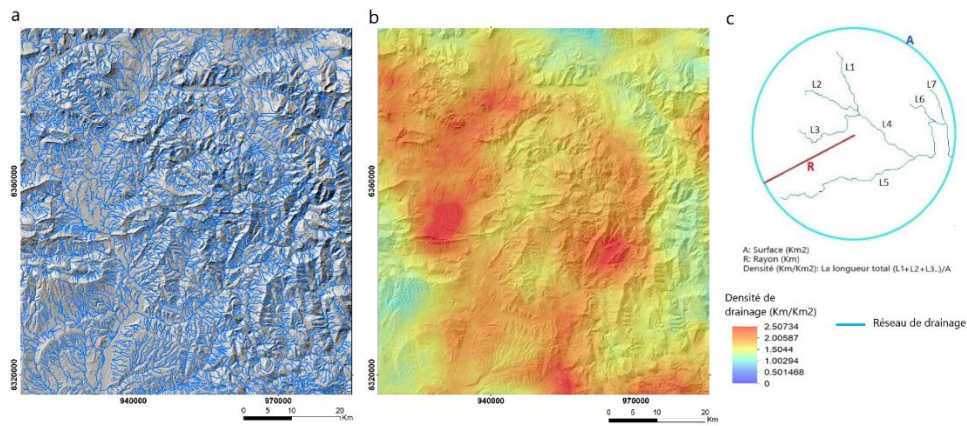 a
6360000
6320000
940000
970000
0 5 10 20
Km
b
6360000
6320000
940000
970000
0 5 10 20
Km
c
A
L1
L2
L7
L6
L3
L4
R
L5
A: Surface (Km2)
R: Rayon (Km)
Densité (Km/Km2): La longueur total (L1+L2+L3..)/A
Densité de
drainage (Km/Km2)
2.50734
2.00587
1.5044
1.00294
0.501468
0
Réseau de drainage